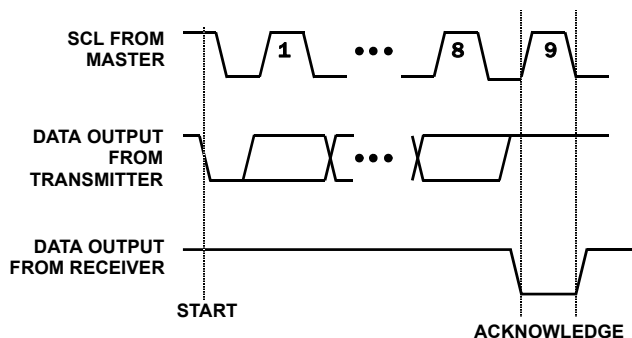 SCL FROM
MASTER
1
8
9
DATA OUTPUT
FROM
TRANSMITTER
DATA OUTPUT
FROM RECEIVER
START
ACKNOWLEDGE